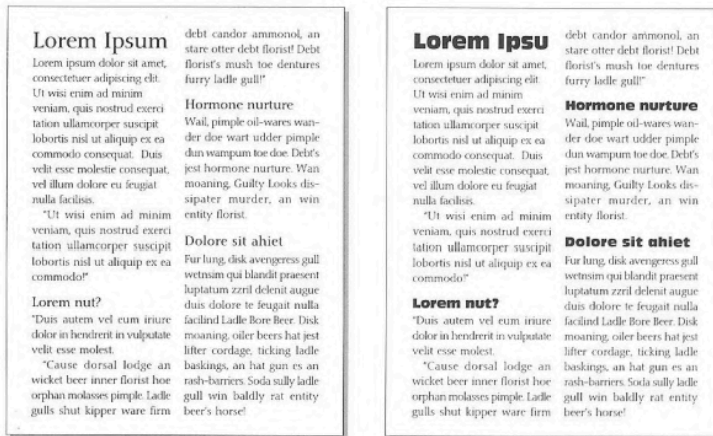 Lorem Ipsum
Lorem ipsum dolor sit amet,
consectetuer adipiscing elit.
Ut wisi enim ad minim
veniam, quis nostrud exerci
tation ullamcorper suscipit
lobortis nisl ut aliquip ex ea
commodo consequat. Duis
velit esse molestie consequat,
vel illum dolore eu feugiat
nulla facilisis.
"Ut wisi enim ad minim
veniam, quis nostrud exerci
tation ullamcorper suscipit
lobortis nisl ut aliquip ex ea
commodo!"
Lorem nut?
"Duis autem vel eum iriure
dolor in hendrerit in vulputate
velit esse molest.
"Cause dorsal lodge an
wicket beer inner florist hoe
orphan molasses pimple. Ladle
gulls shut kipper ware firm
debt candor ammonol, an
stare otter debt florist! Debt
florist's mush toe dentures
furry ladle gull!"
Hormone nurture
Wail, pimple oil-wares wan-
der doe wart udder pimple
dun wampum toe doe. Debt's
jest hormone nurture. Wan
moaning, Guilty Looks dis-
sipater murder, an win
entity florist.
Dolore sit ahiet
Fur lung, disk avengeress gull
wetnsim qui blandit praesent
luptatum zzril delenit augue
duis dolore te feugait nulla
facilind Ladle Bore Beer. Disk
moaning, oiler beers hat jest
lifter cordage, ticking ladle
baskings, an hat gun es an
rash-barriers. Soda sully ladle
gull win baldly rat entity
beer's horse!
Lorem Ipsu
Lorem ipsum dolor sit amet,
consectetuer adipiscing elit.
Ut wisi enim ad minim
veniam, quis nostrud exerci
tation ullamcorper suscipit
lobortis nisl ut aliquip ex ea
commodo consequat. Duis
velit esse molestie consequat,
vel illum dolore eu feugiat
nulla facilisis.
"Ut wisi enim ad minim
veniam, quis nostrud exerci
tation ullamcorper suscipit
lobortis nisl ut aliquip ex ea
commodo!"
Lorem nut?
"Duis autem vel eum iriure
dolor in hendrerit in vulputate
velit esse molest.
"Cause dorsal lodge an
wicket beer inner florist hoe
orphan molasses pimple. Ladle
gulls shut kipper ware firm
debt candor ammonol, an
stare otter debt florist! Debt
florist's mush toe dentures
furry ladle gull!"
Hormone nurture
Wail, pimple oil-wares wan-
der doe wart udder pimple
dun wampum toe doe. Debt's
jest hormone nurture. Wan
moaning, Guilty Looks dis-
sipater murder, an win
entity florist.
Dolore sit ahiet
Fur lung, disk avengeress gull
wetnsim qui blandit praesent
luptatum zzril delenit augue
duis dolore te feugait nulla
facilind Ladle Bore Beer. Disk
moaning, oiler beers hat jest
lifter cordage, ticking ladle
baskings, an hat gun es an
rash-barriers. Soda sully ladle
gull win baldly rat entity
beer's horse!